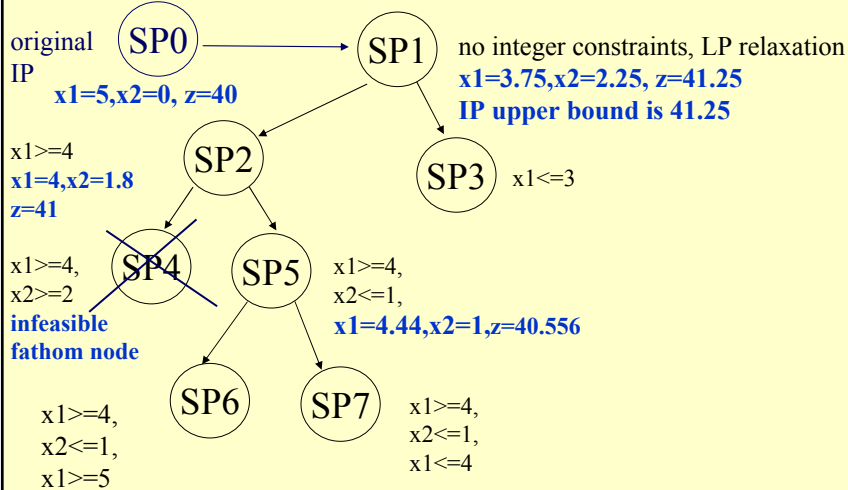 original
IP
SP0
x1=5,x2=0, z=40
SP1
no integer constraints, LP relaxation
x1=3.75,x2=2.25, z=41.25
IP upper bound is 41.25
x1>=4
x1=4,x2=1.8
z=41
SP2
SP3
x1<=3
x1>=4,
x2>=2
infeasible
fathom node
SP4
SP5
x1>=4,
x2<=1,
x1=4.44,x2=1,z=40.556
x1>=4,
x2<=1,
x1>=5
SP6
SP7
x1>=4,
x2<=1,
x1<=4